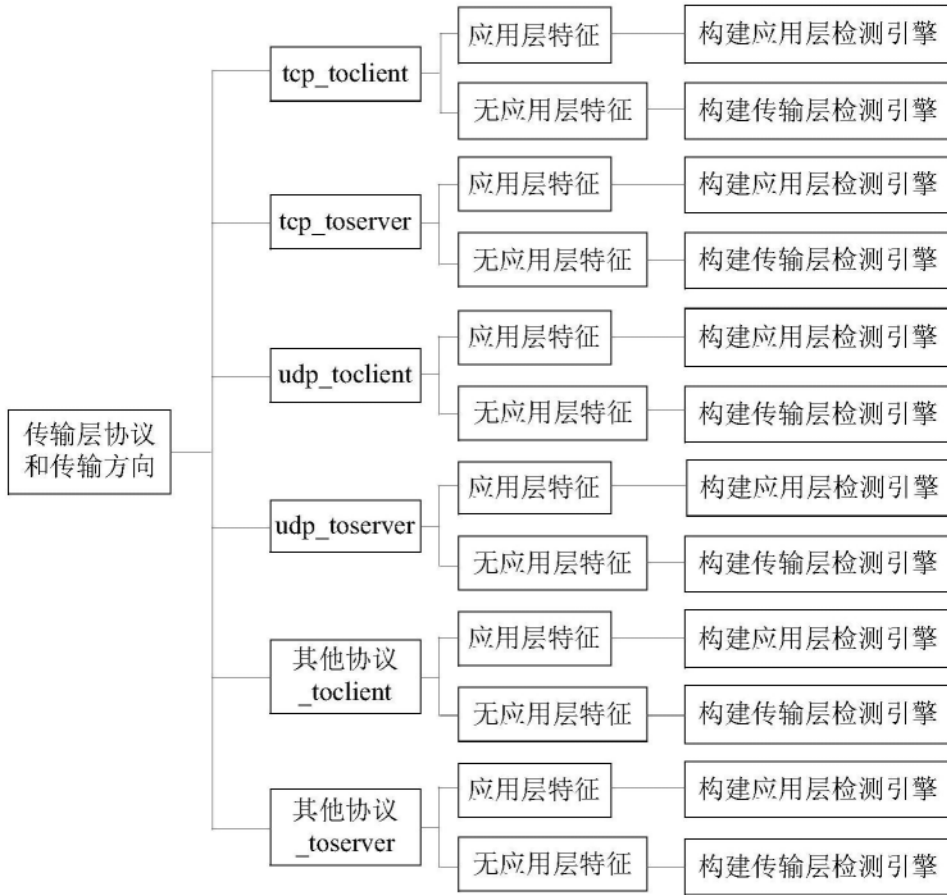 传输层协议
和传输方向
tcp_toclient
应用层特征
构建应用层检测引擎
无应用层特征
构建传输层检测引擎
tcp_toserver
应用层特征
构建应用层检测引擎
无应用层特征
构建传输层检测引擎
udp_toclient
应用层特征
构建应用层检测引擎
无应用层特征
构建传输层检测引擎
udp_toserver
应用层特征
构建应用层检测引擎
无应用层特征
构建传输层检测引擎
其他协议
_toclient
应用层特征
构建应用层检测引擎
无应用层特征
构建传输层检测引擎
其他协议
_toserver
应用层特征
构建应用层检测引擎
无应用层特征
构建传输层检测引擎